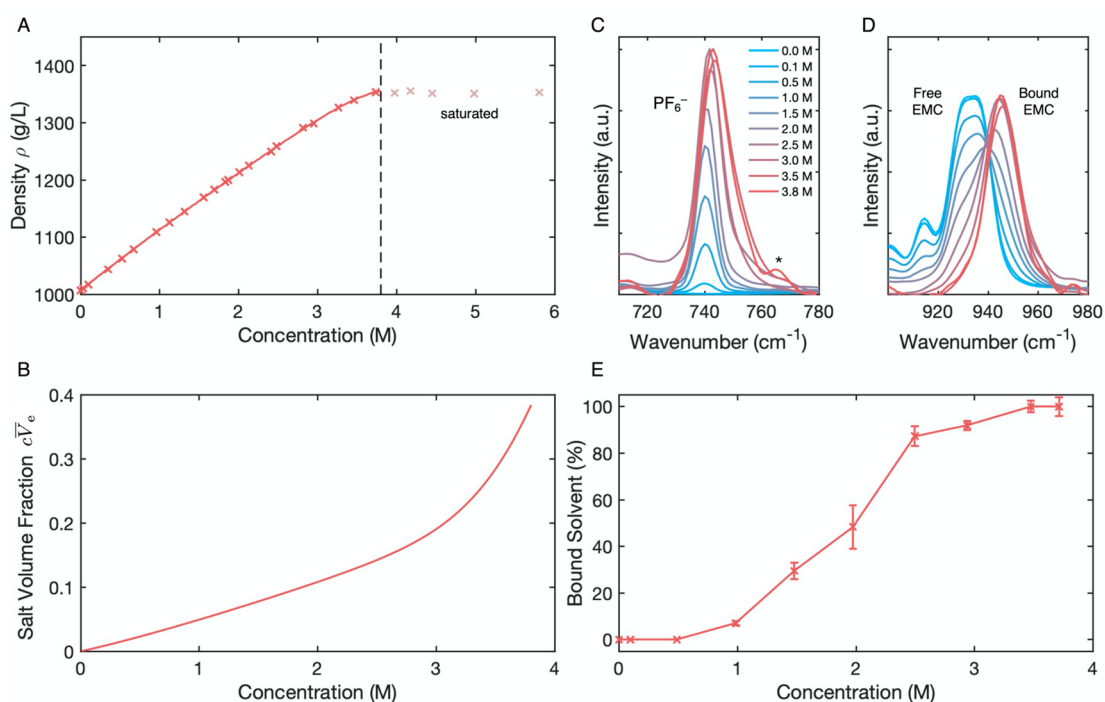 A
Density ρ (g/L)
1400
1300
1200
1100
1000
saturated
0 1 2 3 4 5 6
Concentration (M)
C
Intensity (a.u.)
PF₆⁻
0.0 M
0.1 M
0.5 M
1.0 M
1.5 M
2.0 M
2.5 M
3.0 M
3.5 M
3.8 M
*
720 740 760 780
Wavenumber (cm⁻¹)
D
Intensity (a.u.)
Free
EMC
Bound
EMC
920 940 960 980
Wavenumber (cm⁻¹)
B
Salt Volume Fraction cV̅ₑ
0.4
0.3
0.2
0.1
0
0 1 2 3 4
Concentration (M)
E
Bound Solvent (%)
100
80
60
40
20
0
0 1 2 3 4
Concentration (M)